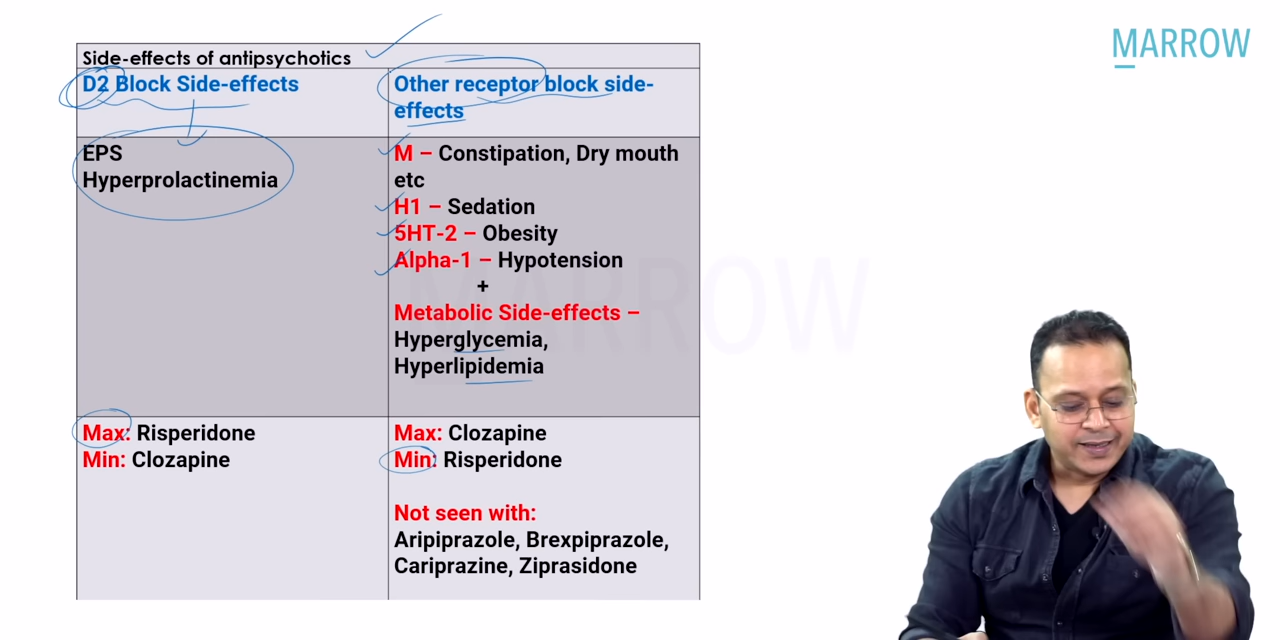 MARROW
Side-effects of antipsychotics
D2 Block Side-effects
Other receptor block side-
effects
EPS
Hyperprolactinemia
M – Constipation, Dry mouth
etc
H1 – Sedation
5HT-2 – Obesity
Alpha-1 – Hypotension
+
Metabolic Side-effects –
Hyperglycemia,
Hyperlipidemia
MARROW
Max: Risperidone
Min: Clozapine
Max: Clozapine
Min: Risperidone
Not seen with:
Aripiprazole, Brexpiprazole,
Cariprazine, Ziprasidone